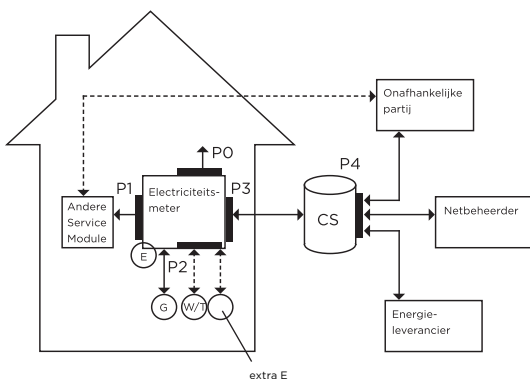 Onafhankelijke
partij
P0
P4
P1
Electriciteits-
meter
P3
Andere
Service
Module
CS
Netbeheerder
E
P2
G
W/T
Energie-
leverancier
extra E